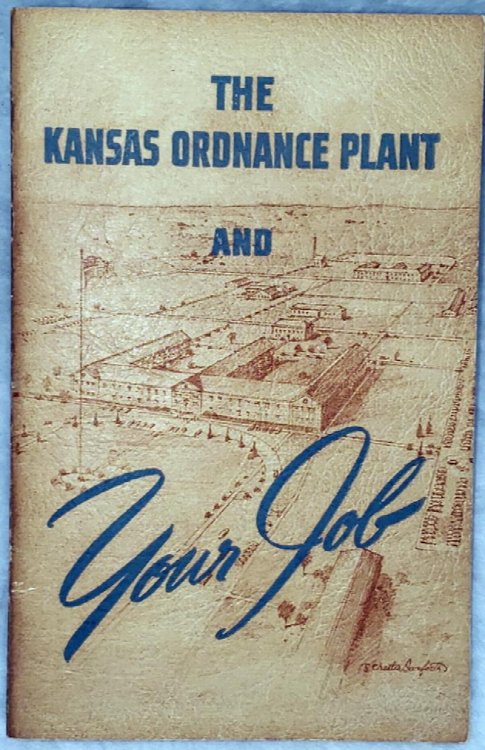 THE
KANSAS ORDNANCE PLANT
AND
Your Job